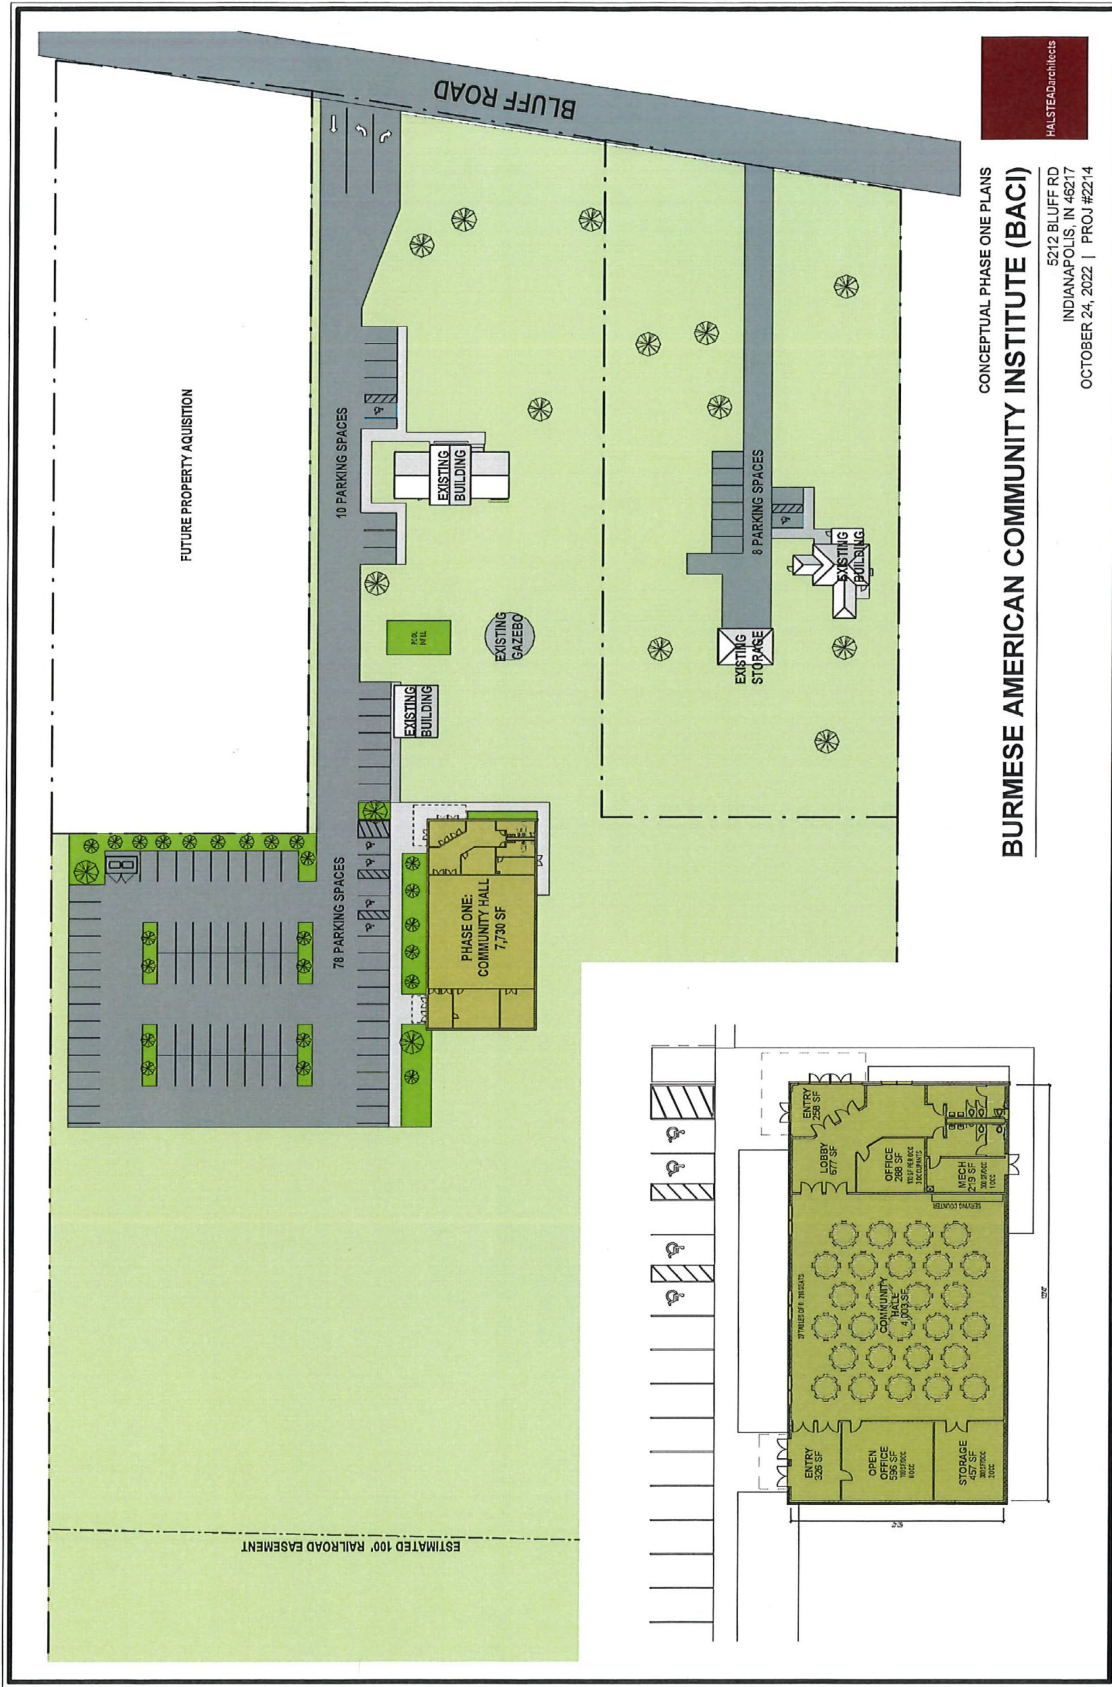 BLUFF ROAD
FUTURE PROPERTY AQUISITION
10 PARKING SPACES
EXISTING
BUILDING
8 PARKING SPACES
EXISTING
BUILDING
EXISTING
STORAGE
EXISTING
GAZEBO
POOL
INFILL
EXISTING
BUILDING
78 PARKING SPACES
PHASE ONE:
COMMUNITY HALL
7,730 SF
ESTIMATED 100' RAILROAD EASEMENT
ENTRY
258 SF
LOBBY
677 SF
OFFICE
288 SF
MECH
219 SF
SERVING COUNTER
COMMUNITY
HALL
4,003 SF
ENTRY
326 SF
OPEN
OFFICE
596 SF
STORAGE
457 SF
HALSTEADarchitects
CONCEPTUAL PHASE ONE PLANS
BURMESE AMERICAN COMMUNITY INSTITUTE (BACI)
5212 BLUFF RD
INDIANAPOLIS, IN 46217
OCTOBER 24, 2022 | PROJ #2214